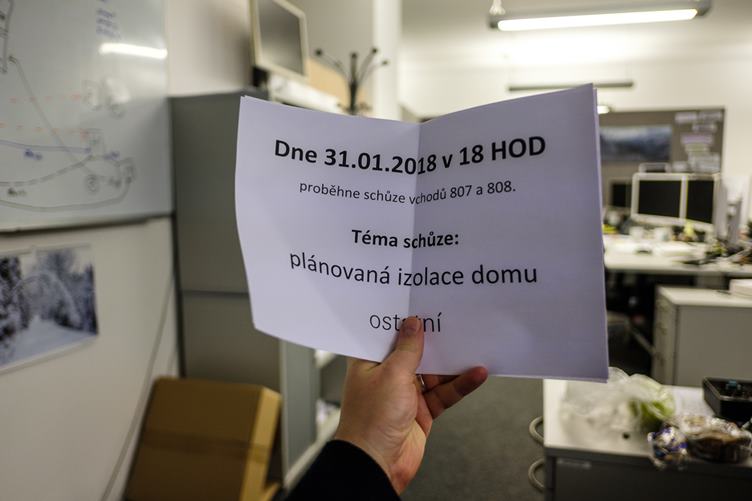 Dne 31.01.2018 v 18 HOD
proběhne schůze vchodů 807 a 808.
Téma schůze:
plánovaná izolace domu
ostatní